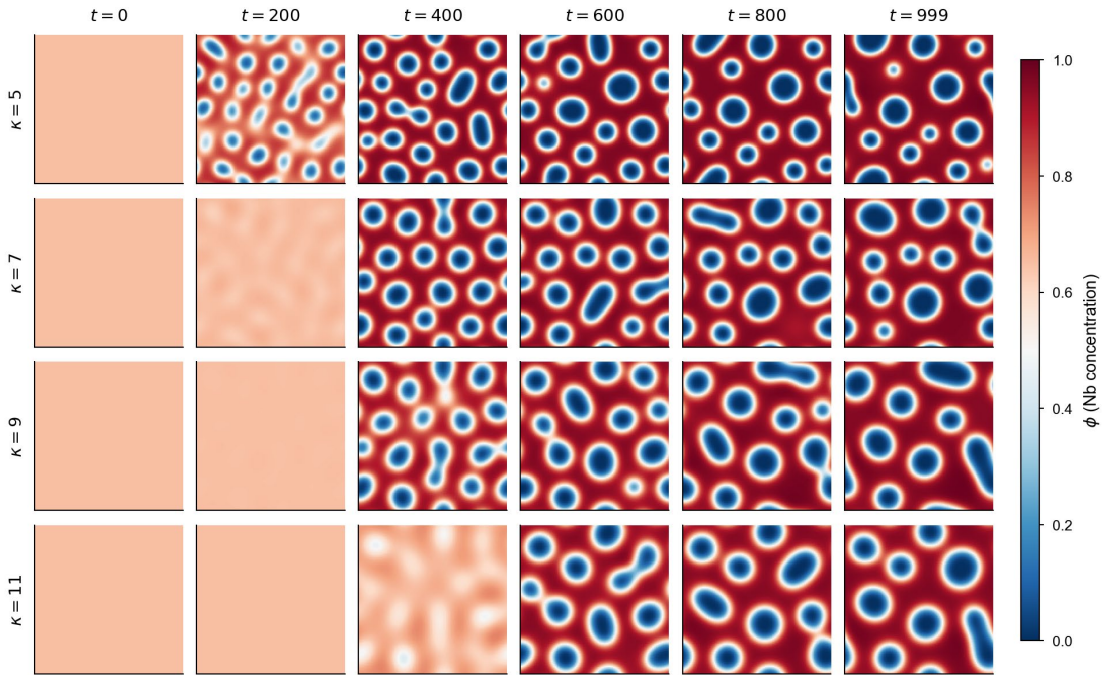 t = 0 t = 200 t = 400 t = 600 t = 800 t = 999
κ = 5
κ = 7
κ = 9
κ = 11
1.0
0.8
0.6
0.4
0.2
0.0
ϕ (Nb concentration)